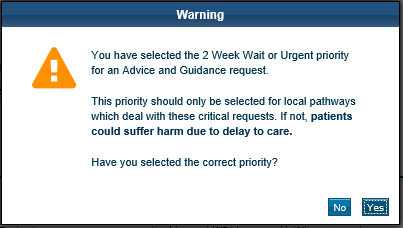 Warning
You have selected the 2 Week Wait or Urgent priority
for an Advice and Guidance request.
This priority should only be selected for local pathways
which deal with these critical requests. If not, patients
could suffer harm due to delay to care.
Have you selected the correct priority?
No Yes